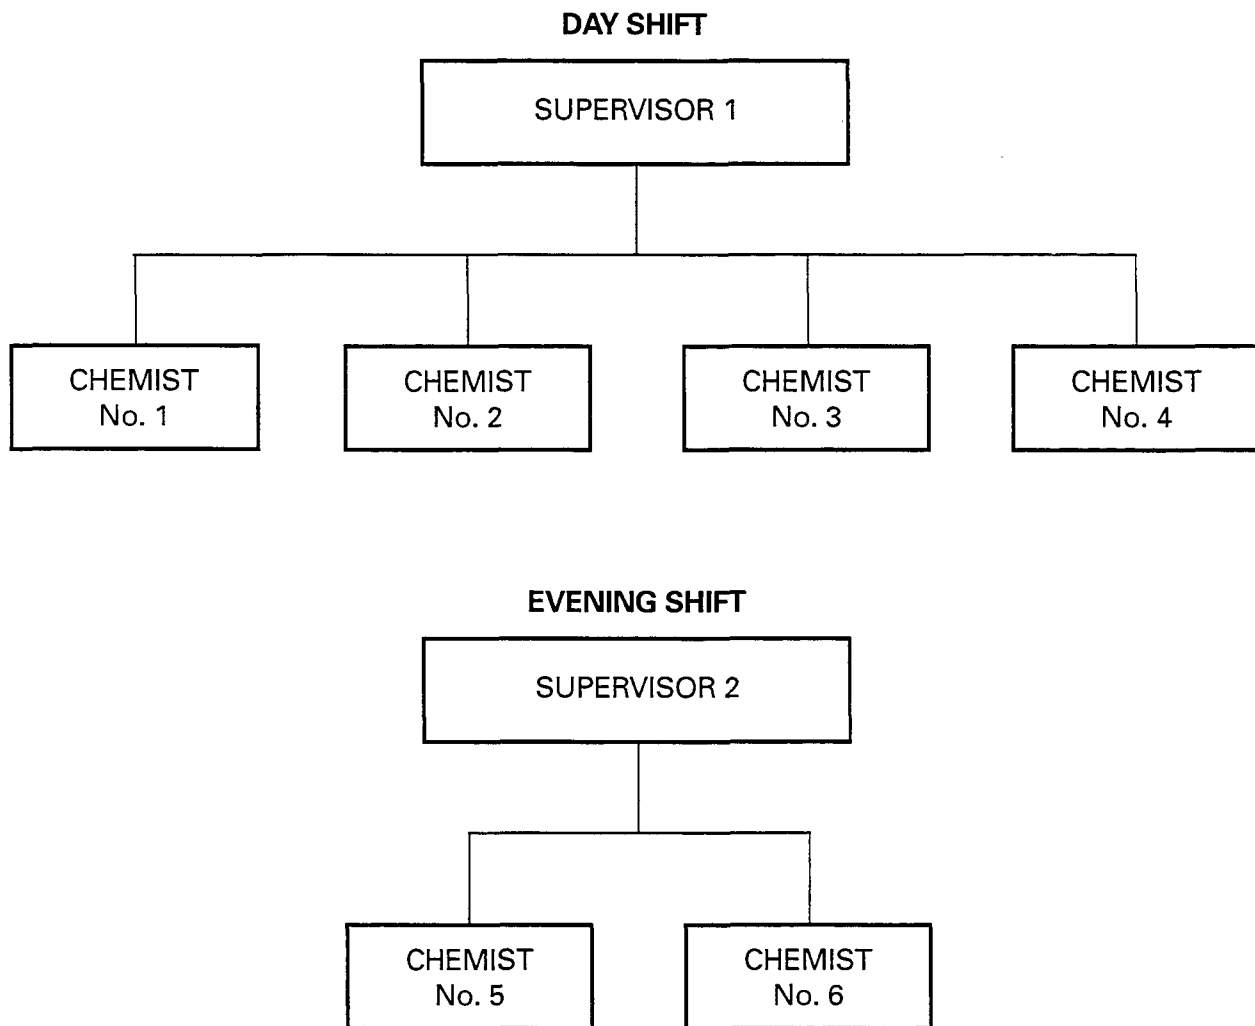 DAY SHIFT
SUPERVISOR 1
CHEMIST
No. 1
CHEMIST
No. 2
CHEMIST
No. 3
CHEMIST
No. 4
EVENING SHIFT
SUPERVISOR 2
CHEMIST
No. 5
CHEMIST
No. 6